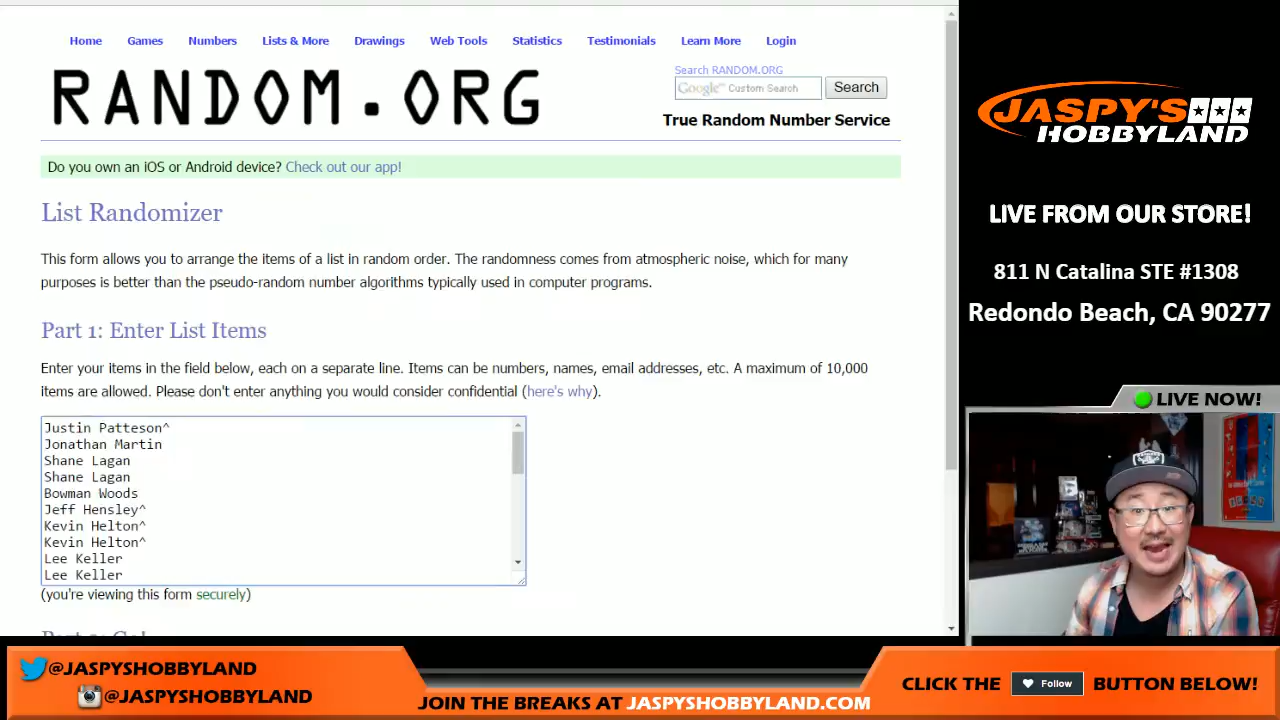 Home Games Numbers Lists & More Drawings Web Tools Statistics Testimonials Learn More Login
RANDOM.ORG
Search RANDOM.ORG
Google™ Custom Search
Search
True Random Number Service
Do you own an iOS or Android device? Check out our app!
List Randomizer
This form allows you to arrange the items of a list in random order. The randomness comes from atmospheric noise, which for many
purposes is better than the pseudo-random number algorithms typically used in computer programs.
Part 1: Enter List Items
Enter your items in the field below, each on a separate line. Items can be numbers, names, email addresses, etc. A maximum of 10,000
items are allowed. Please don't enter anything you would consider confidential (here's why).
Justin Patteson^
Jonathan Martin
Shane Lagan
Shane Lagan
Bowman Woods
Jeff Hensley^
Kevin Helton^
Kevin Helton^
Lee Keller
Lee Keller
(you're viewing this form securely)
JASPY'S
HOBBYLAND
LIVE FROM OUR STORE!
811 N Catalina STE #1308
Redondo Beach, CA 90277
LIVE NOW!
@JASPYSHOBBYLAND
@JASPYSHOBBYLAND
JOIN THE BREAKS AT JASPYSHOBBYLAND.COM
CLICK THE Follow BUTTON BELOW!